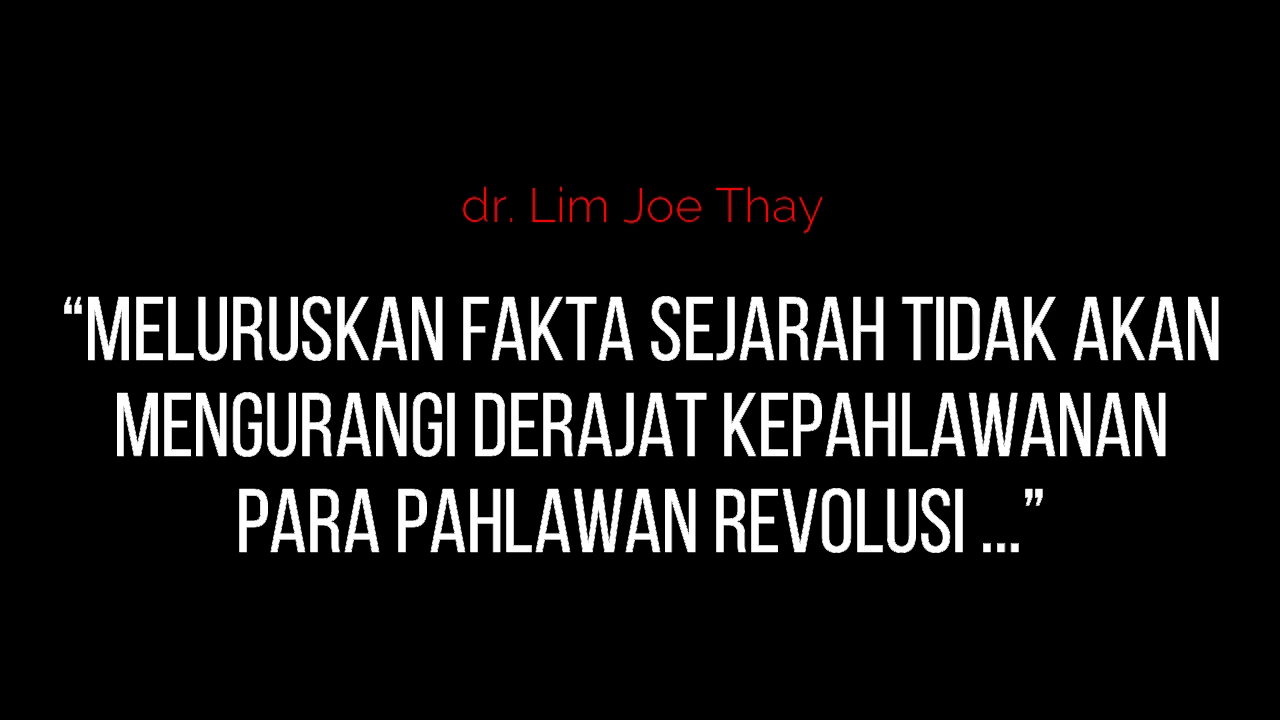 dr. Lim Joe Thay
“MELURUSKAN FAKTA SEJARAH TIDAK AKAN
MENGURANGI DERAJAT KEPAHLAWANAN
PARA PAHLAWAN REVOLUSI ...”